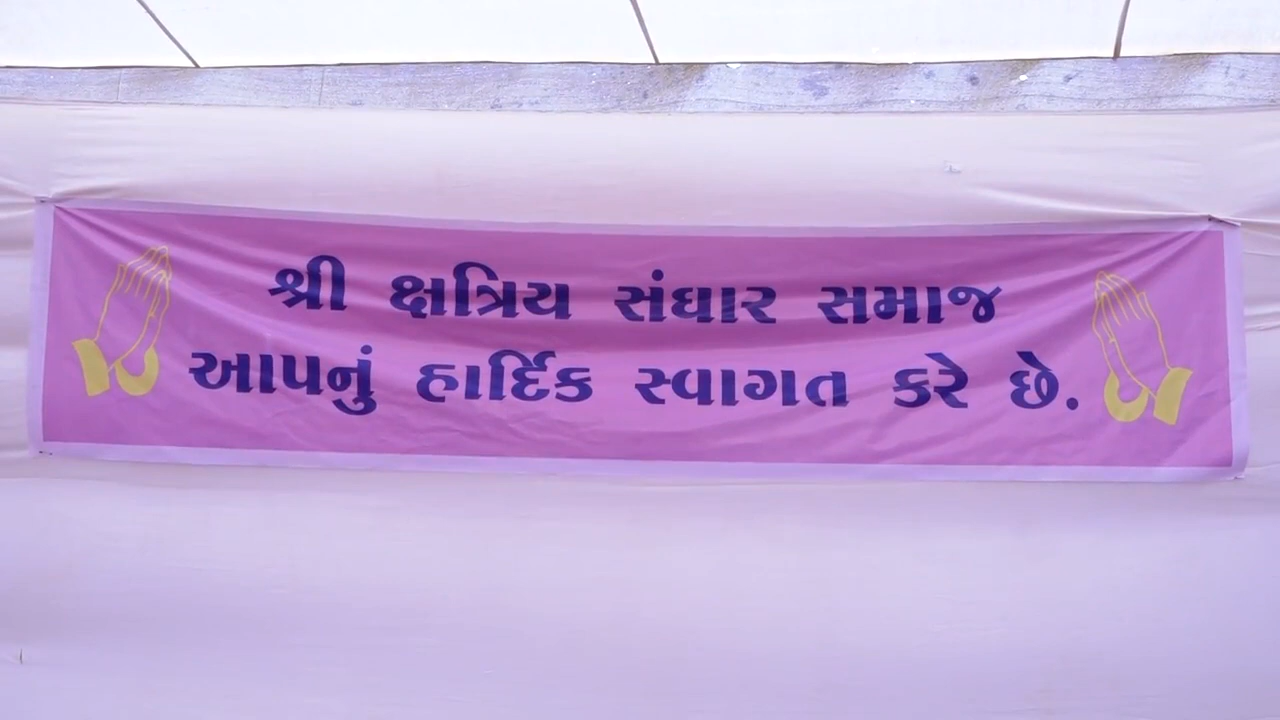 શ્રી ક્ષત્રિય સંઘાર સમાજ
આપનું હાર્દિક સ્વાગત કરે છે.